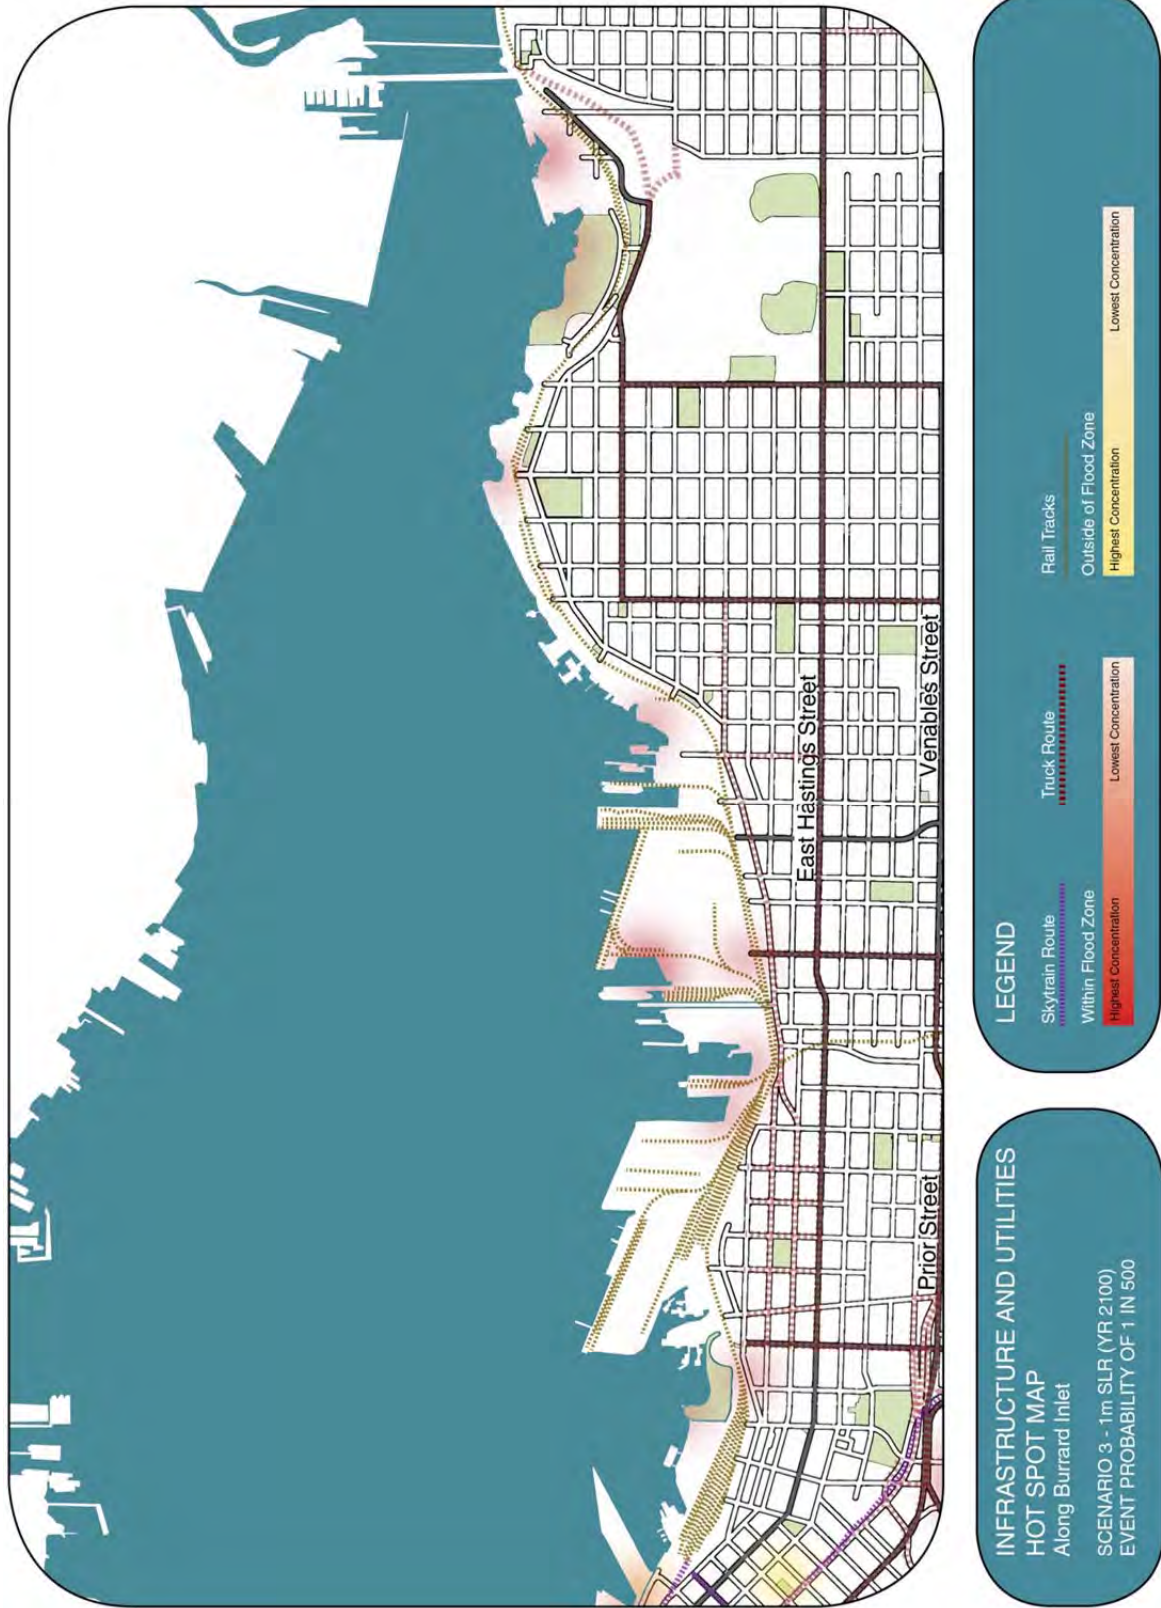 East Hastings Street
Venables Street
Prior Street
INFRASTRUCTURE AND UTILITIES
HOT SPOT MAP
Along Burrard Inlet
SCENARIO 3 - 1m SLR (YR 2100)
EVENT PROBABILITY OF 1 IN 500
LEGEND
Skytrain Route
Truck Route
Rail Tracks
Within Flood Zone
Highest Concentration
Lowest Concentration
Outside of Flood Zone
Highest Concentration
Lowest Concentration